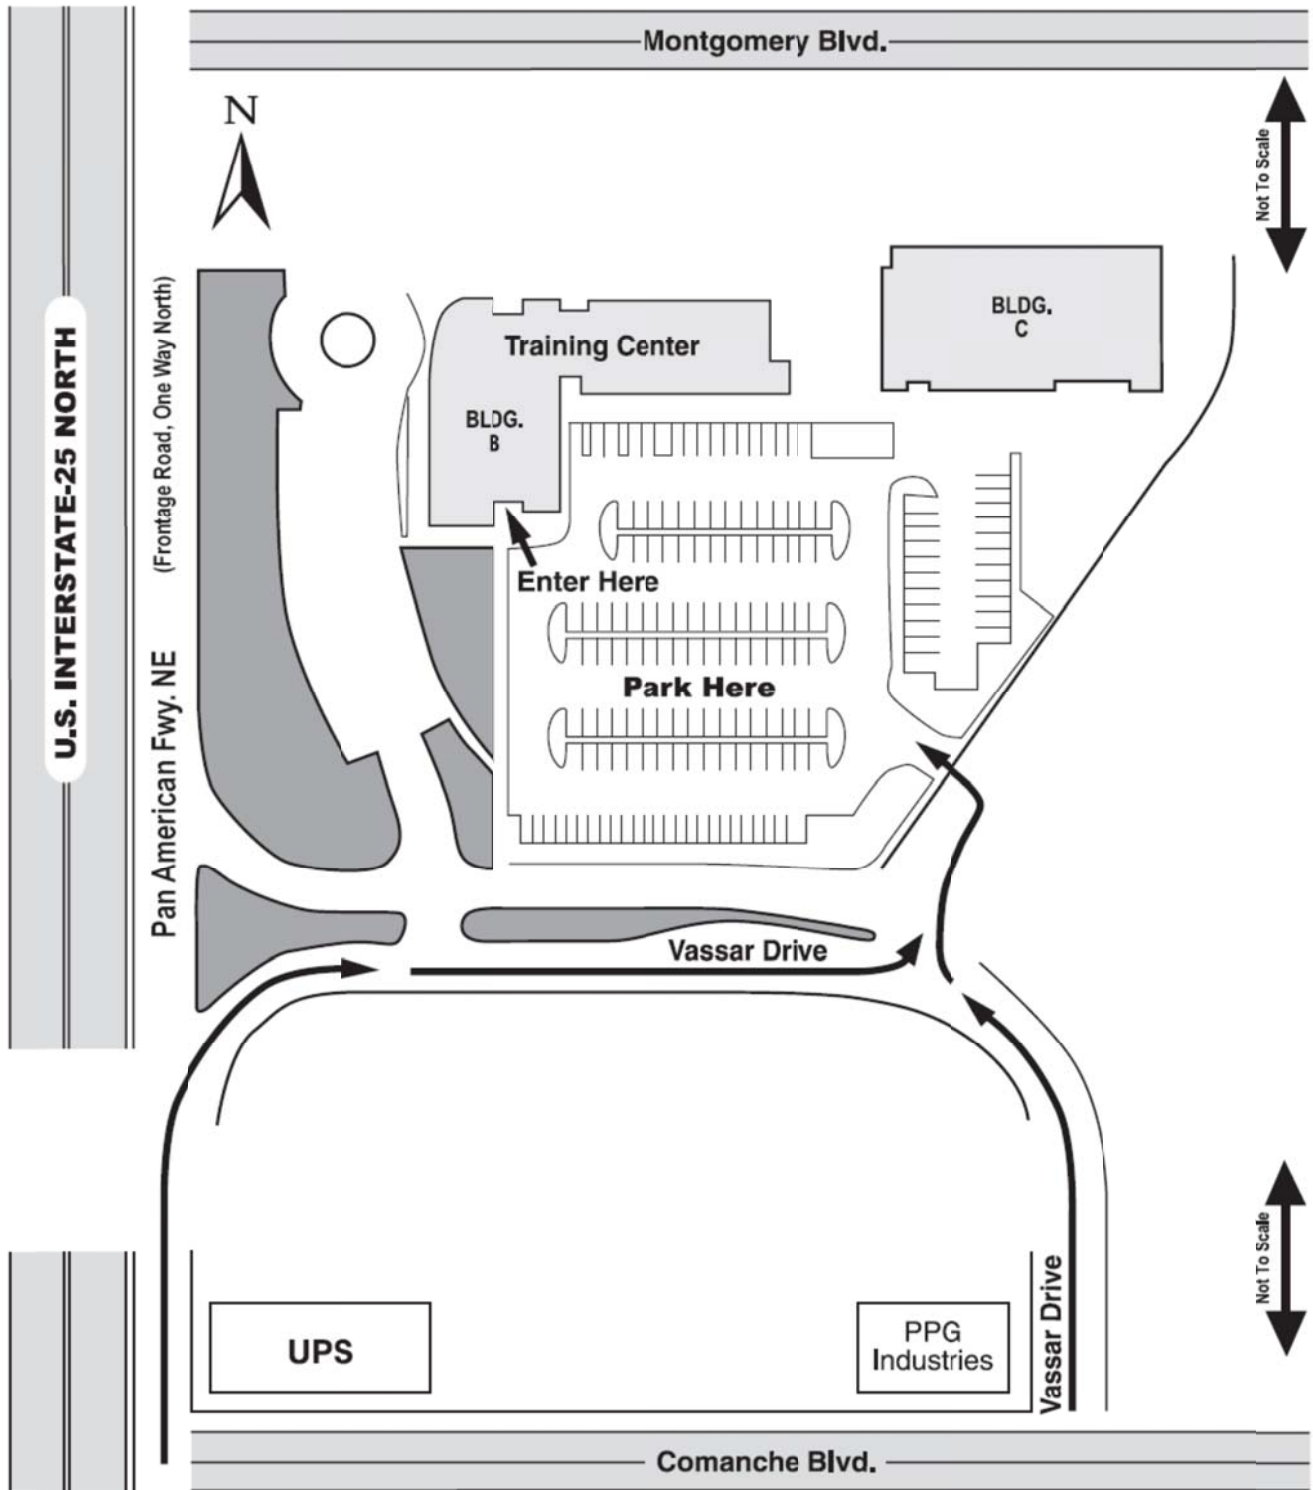 Montgomery Blvd.
N
Not To Scale
U.S. INTERSTATE-25 NORTH
(Frontage Road, One Way North)
Pan American Fwy. NE
Training Center
BLDG.
B
BLDG.
C
Enter Here
Park Here
Vassar Drive
Not To Scale
UPS
PPG
Industries
Vassar Drive
Comanche Blvd.